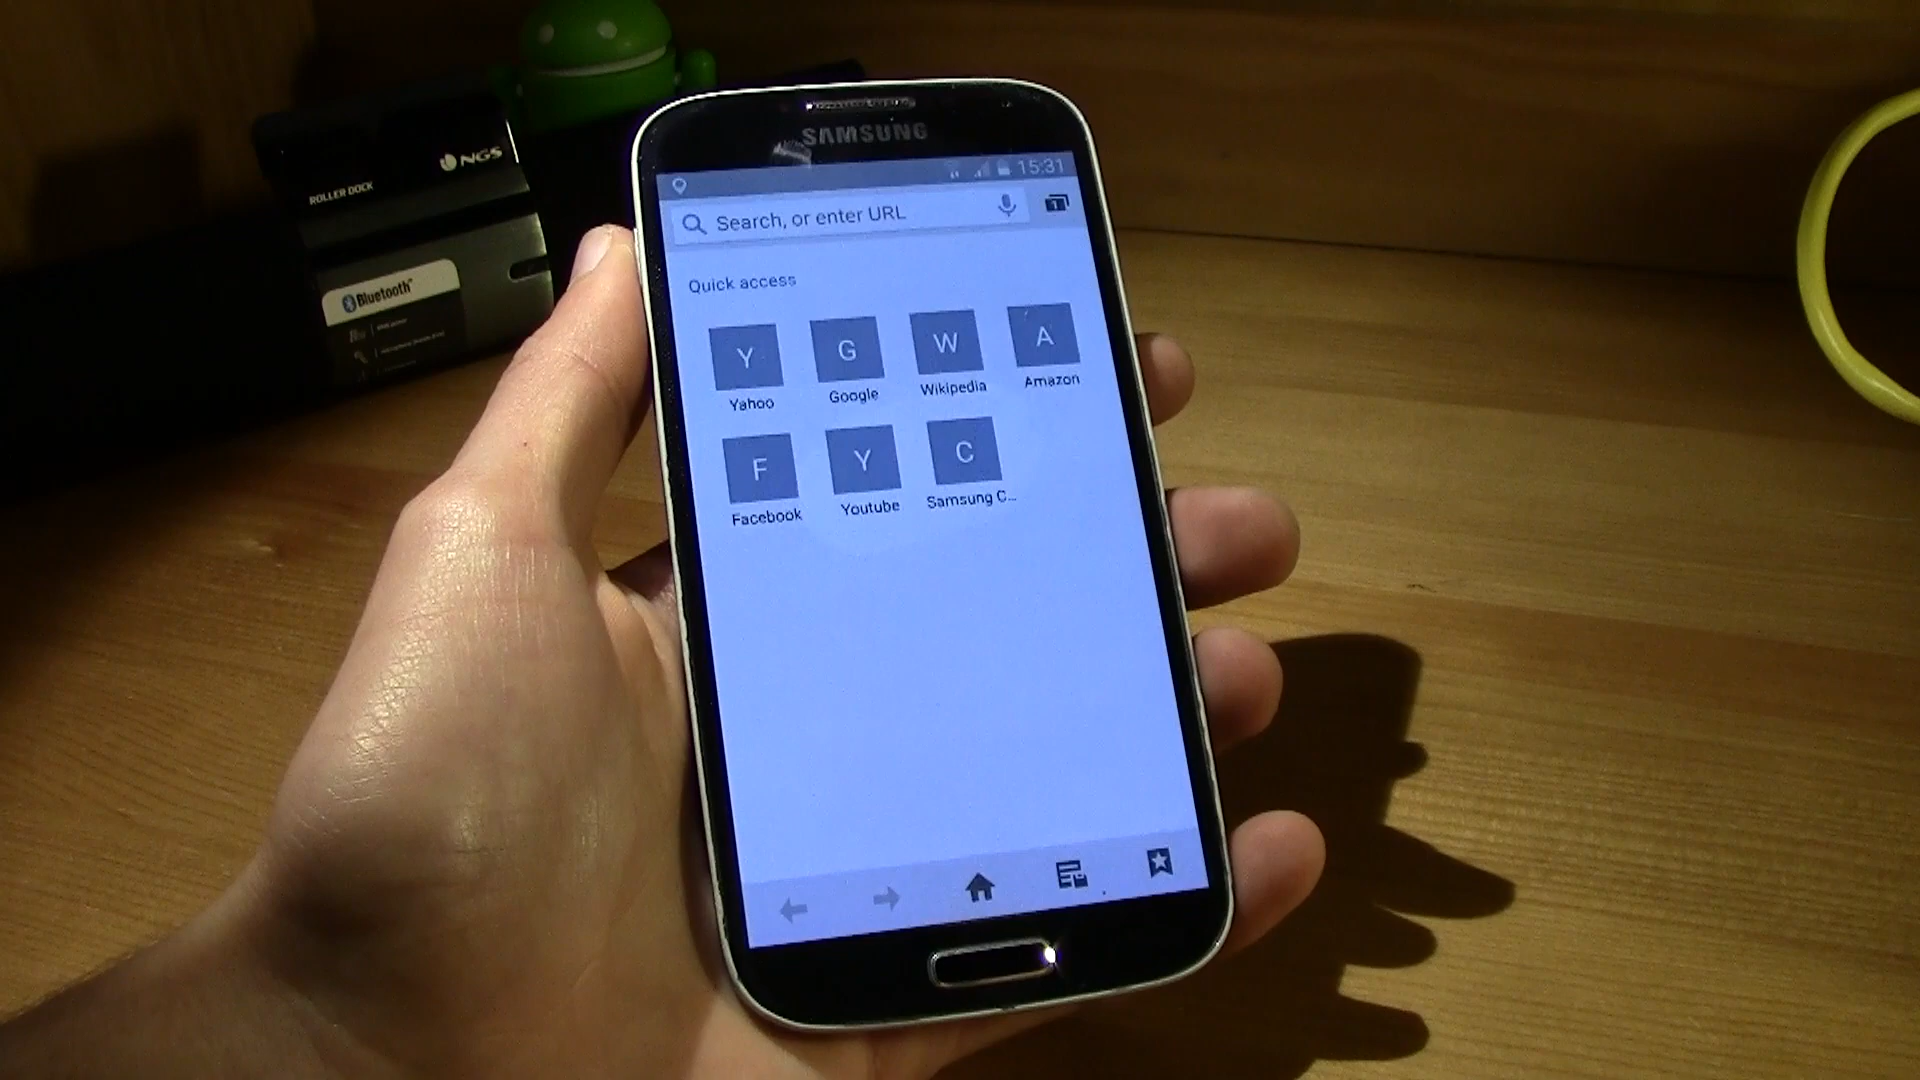 SAMSUNG
NGS
ROLLER DOCK
Bluetooth
15:31
Search, or enter URL
1
Quick access
Y
G
W
A
Yahoo
Google
Wikipedia
Amazon
F
Y
C
Facebook
Youtube
Samsung C...